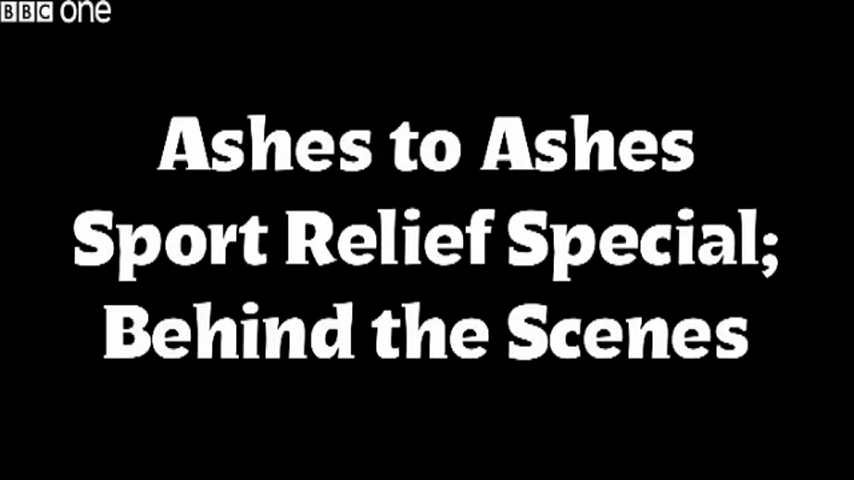 BBC one
Ashes to Ashes
Sport Relief Special;
Behind the Scenes